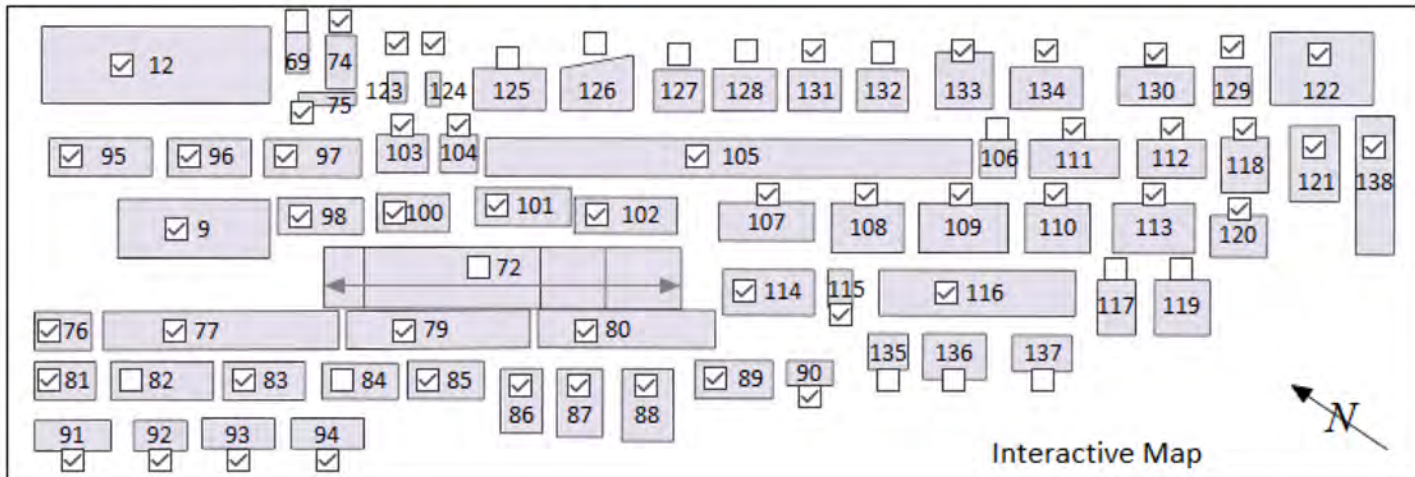 12 69 74
123 124 125 126 127 128 131 132 133 134 130 129 122
75
95 96 97 103 104 105 106 111 112 118 121 138
9 98 100 101 102 107 108 109 110 113 120
72 114 115 116 117 119
76 77 79 80
81 82 83 84 85 86 87 88 89 90 135 136 137
91 92 93 94
N
Interactive Map